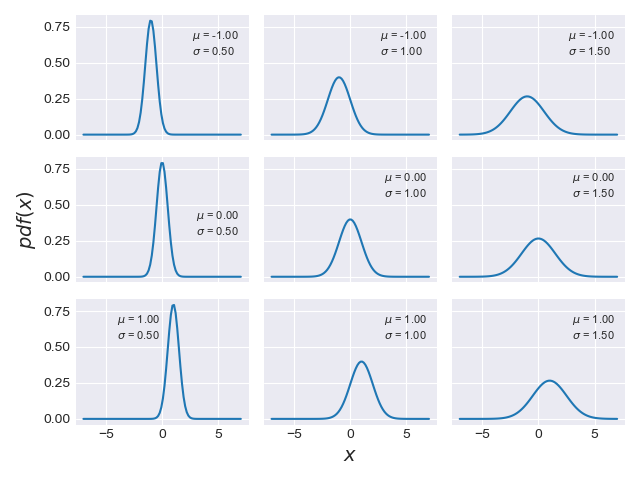 0.75
0.50
0.25
0.00
μ = -1.00
σ = 0.50
μ = -1.00
σ = 1.00
μ = -1.00
σ = 1.50
pdf(x)
0.75
0.50
0.25
0.00
μ = 0.00
σ = 0.50
μ = 0.00
σ = 1.00
μ = 0.00
σ = 1.50
0.75
0.50
0.25
0.00
μ = 1.00
σ = 0.50
μ = 1.00
σ = 1.00
μ = 1.00
σ = 1.50
−5 0 5
−5 0 5
−5 0 5
x